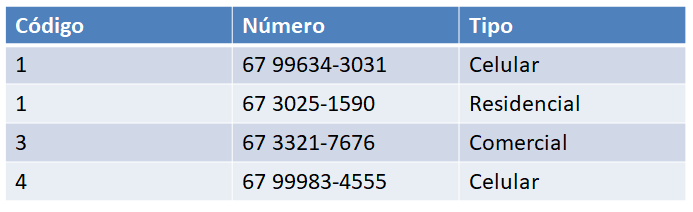 Código Número Tipo
1 67 99634-3031 Celular
1 67 3025-1590 Residencial
3 67 3321-7676 Comercial
4 67 99983-4555 Celular